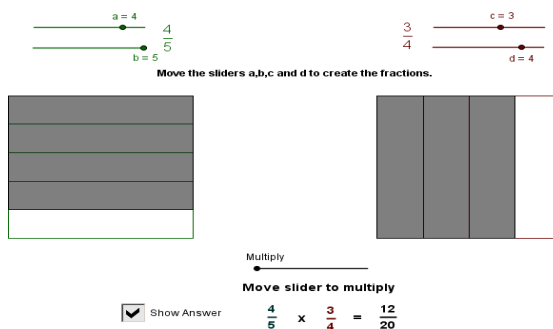 a = 4
4/5
b = 5
c = 3
3/4
d = 4
Move the sliders a,b,c and d to create the fractions.
Multiply
Move slider to multiply
Show Answer
4/5 x 3/4 = 12/20